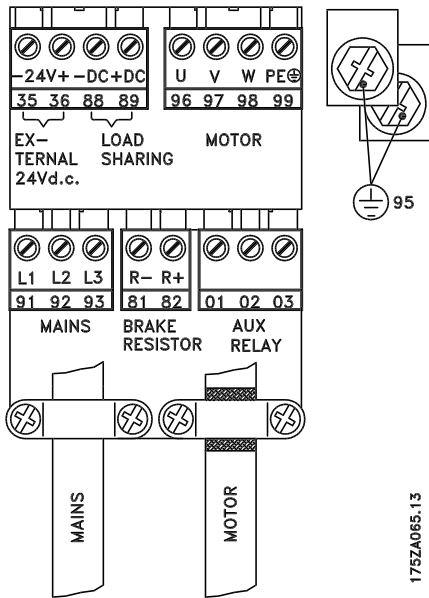 -24V+ -DC+DC U V W PE
35 36 88 89 96 97 98 99
EX-
TERNAL
24Vd.c.
LOAD
SHARING
MOTOR
95
L1 L2 L3 R- R+
91 92 93 81 82 01 02 03
MAINS
BRAKE
RESISTOR
AUX
RELAY
MAINS
MOTOR
175ZA065.13